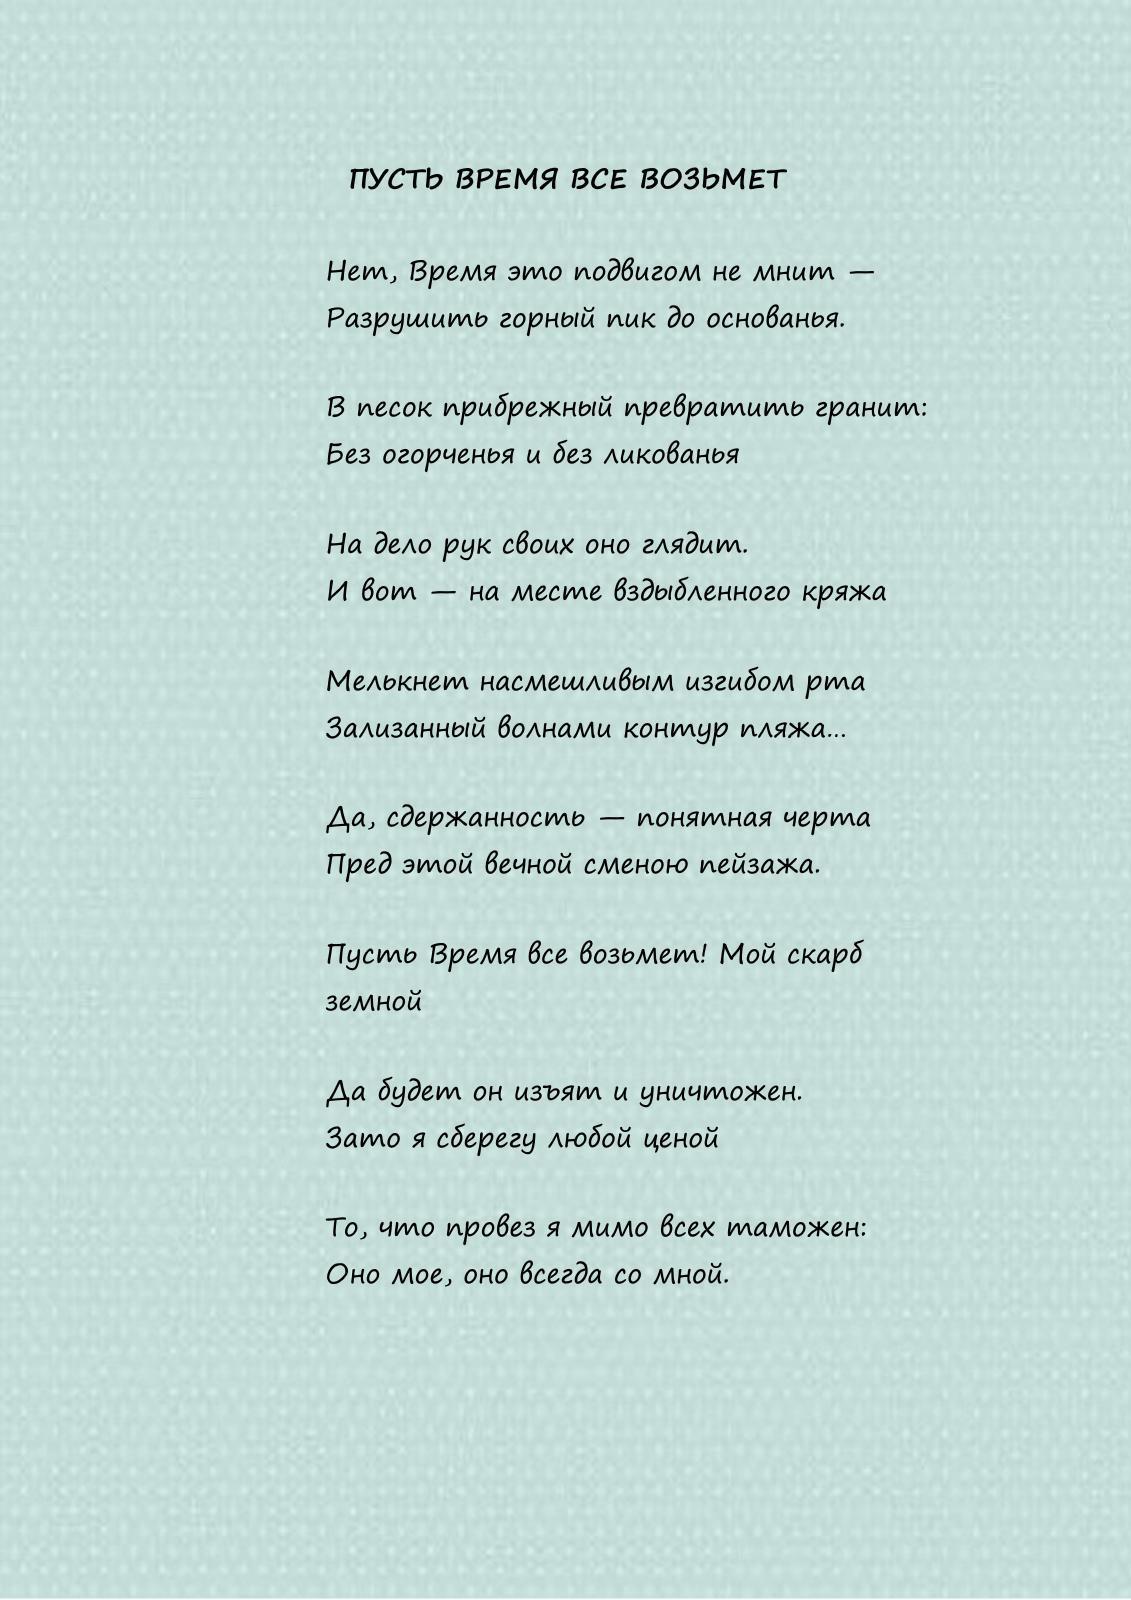 ПУСТЬ ВРЕМЯ ВСЕ ВОЗЬМЕТ
Нет, Время это подвигом не мнит —
Разрушить горный пик до основанья.
В песок прибрежный превратить гранит:
Без огорченья и без ликованья
На дело рук своих оно глядит.
И вот — на месте вздыбленного кряжа
Мелькнет насмешливым изгибом рта
Зализанный волнами контур пляжа...
Да, сдержанность — понятная черта
Пред этой вечной сменою пейзажа.
Пусть Время все возьмет! Мой скарб
земной
Да будет он изъят и уничтожен.
Зато я сберегу любой ценой
То, что провез я мимо всех таможен:
Оно мое, оно всегда со мной.